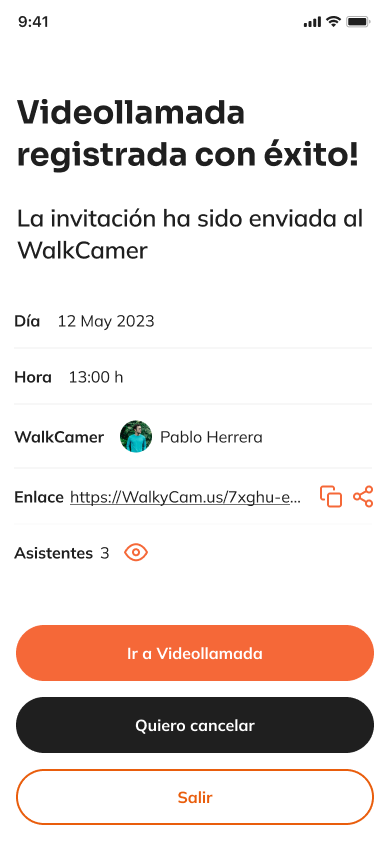 9:41
Videollamada
registrada con éxito!
La invitación ha sido enviada al
WalkCamer
Día 12 May 2023
Hora 13:00 h
WalkCamer Pablo Herrera
Enlace https://WalkyCam.us/7xghu-e...
Asistentes 3
Ir a Videollamada
Quiero cancelar
Salir